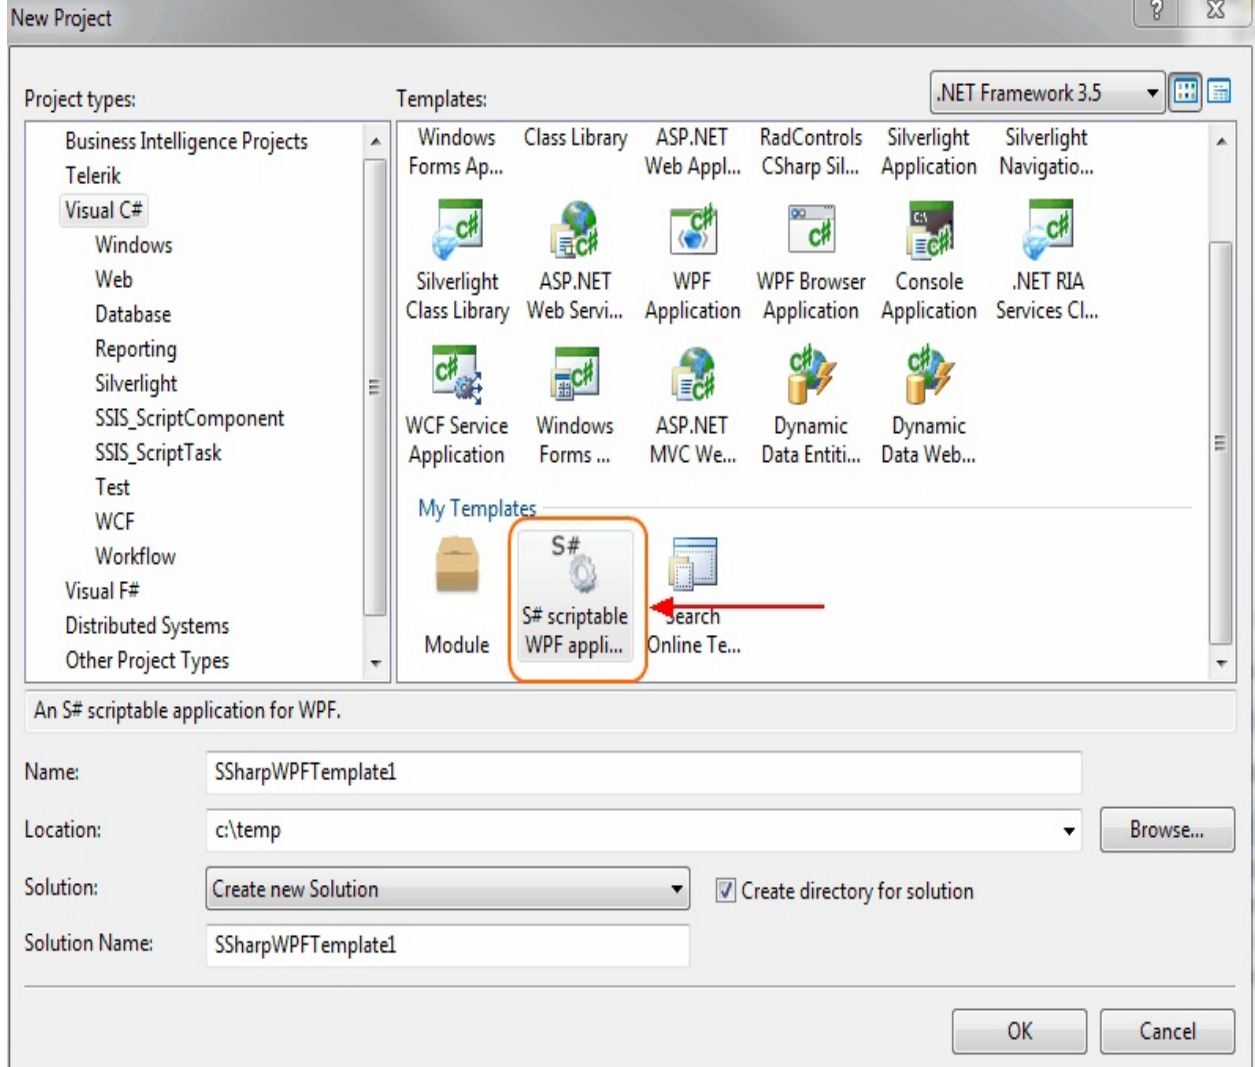 New Project
Project types:
Templates:
.NET Framework 3.5
Business Intelligence Projects
Telerik
Visual C#
Windows
Web
Database
Reporting
Silverlight
SSIS_ScriptComponent
SSIS_ScriptTask
Test
WCF
Workflow
Visual F#
Distributed Systems
Other Project Types
Windows Class Library ASP.NET RadControls Silverlight Silverlight
Forms Ap... Web Appl... CSharp Sil... Application Navigatio...
Silverlight ASP.NET WPF WPF Browser Console .NET RIA
Class Library Web Servi... Application Application Application Services Cl...
WCF Service Windows ASP.NET Dynamic Dynamic
Application Forms ... MVC We... Data Entiti... Data Web...
My Templates
S#
S# scriptable Search
Module WPF appli... Online Te...
An S# scriptable application for WPF.
Name: SSharpWPFTemplate1
Location: c:\temp Browse...
Solution: Create new Solution Create directory for solution
Solution Name: SSharpWPFTemplate1
OK Cancel